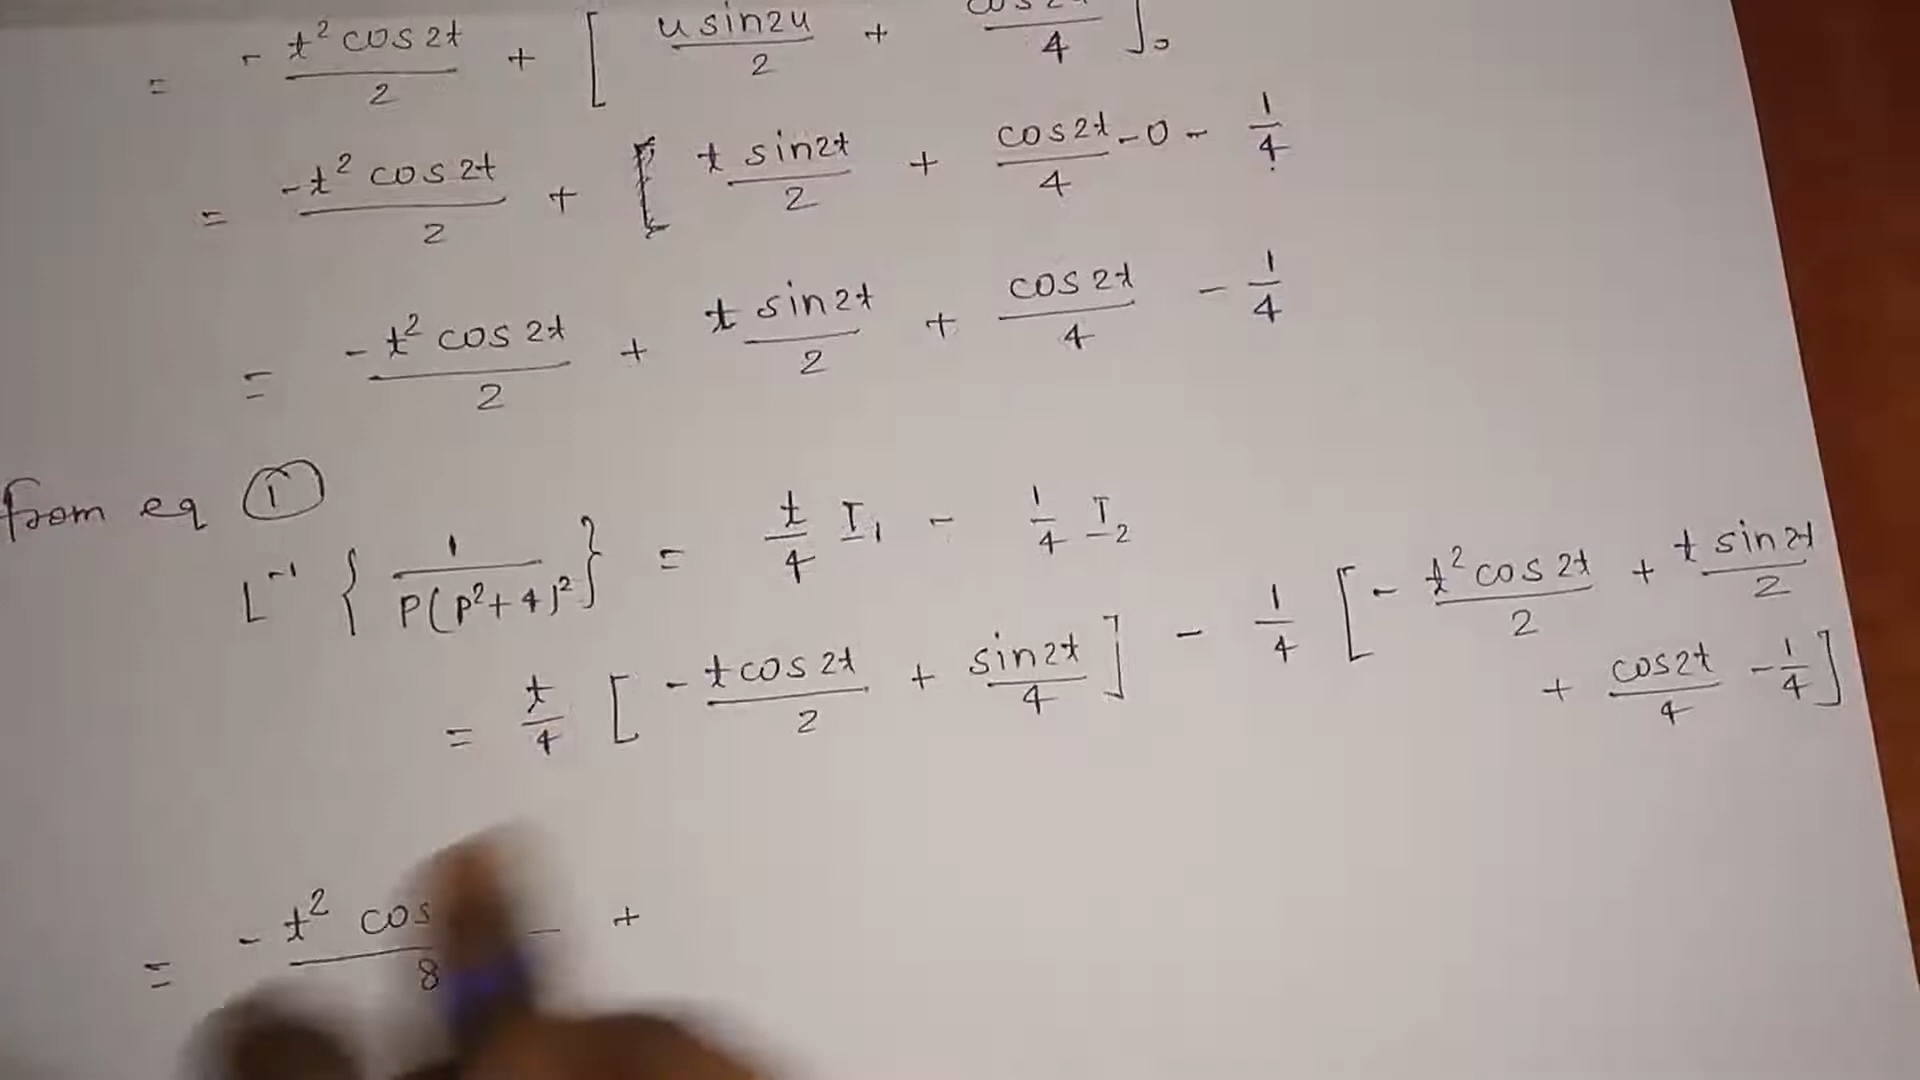 = - t² cos 2t / 2 + [ u sin 2u / 2 + / 4 ]₀
= -t² cos 2t / 2 + [ t sin 2t / 2 + cos 2t / 4 - 0 - 1/4
= -t² cos 2t / 2 + t sin 2t / 2 + cos 2t / 4 - 1/4
from eq ①
L⁻¹ { 1 / P(P²+4)² } = t/4 I₁ - 1/4 I₂
= t/4 [ - t cos 2t / 2 + sin 2t / 4 ] - 1/4 [ - t² cos 2t / 2 + t sin 2t / 2 + cos 2t / 4 - 1/4 ]
= - t² cos / 8 +